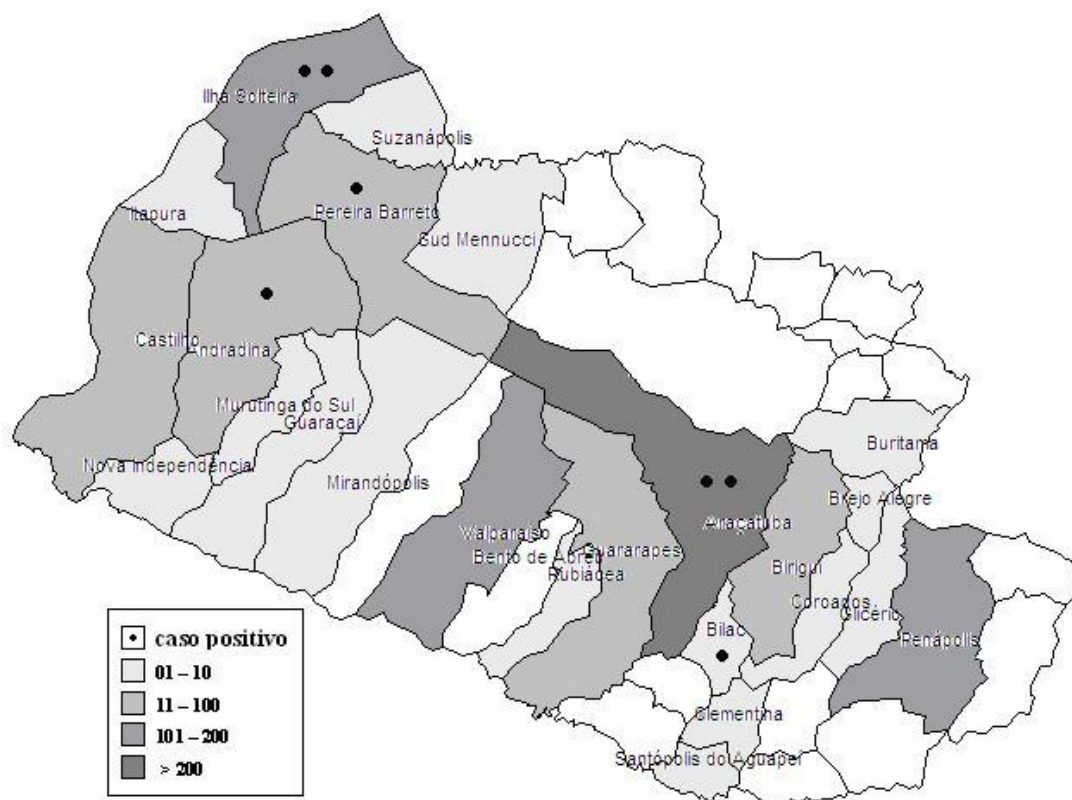 Ilha Solteira
Suzanápolis
Itapura
Pereira Barreto
Sud Mennucci
Castilho
Andradina
Murutinga do Sul
Guaraçaí
Buritama
Nova Independência
Mirandópolis
Brejo Alegre
Valparaíso
Araçatuba
Bento de Abreu
Guararapes
Rubiácea
Birigui
Coroados
Glicério
Bilac
Penápolis
Clementina
Santópolis do Aguapeí
caso positivo
01 – 10
11 – 100
101 – 200
> 200